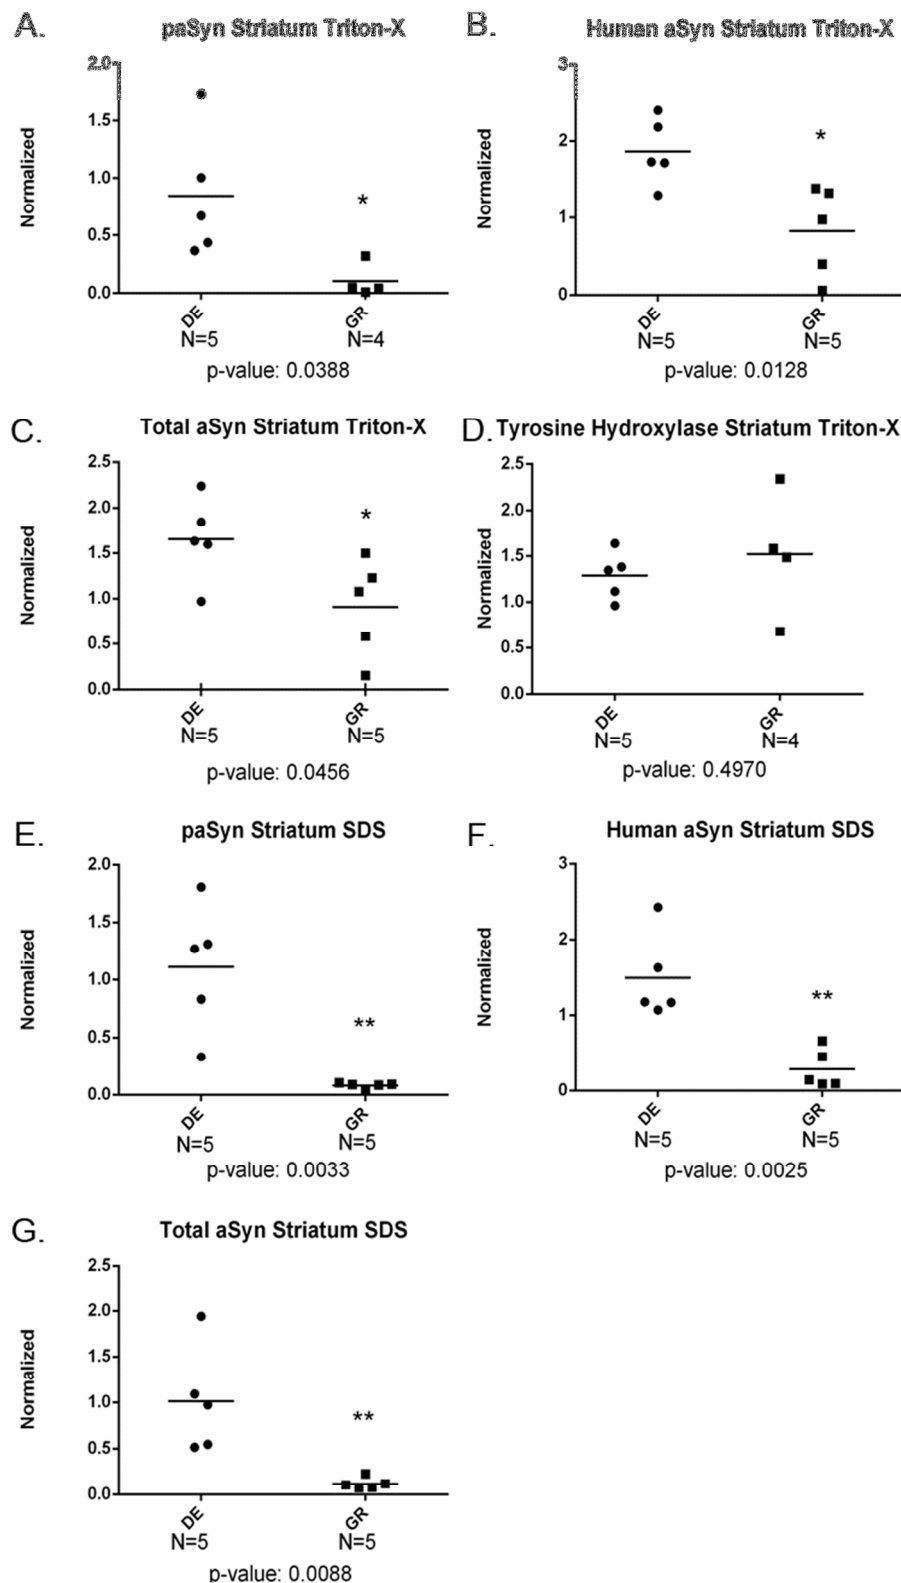 A.
paSyn Striatum Triton-X
Normalized
2.0
1.5
1.0
0.5
0.0
*
DE
GR
N=5
N=4
p-value: 0.0388
B.
Human aSyn Striatum Triton-X
Normalized
3
2
1
0
*
DE
GR
N=5
N=5
p-value: 0.0128
C.
Total aSyn Striatum Triton-X
Normalized
2.5
2.0
1.5
1.0
0.5
0.0
*
DE
GR
N=5
N=5
p-value: 0.0456
D.
Tyrosine Hydroxylase Striatum Triton-X
Normalized
2.5
2.0
1.5
1.0
0.5
0.0
DE
GR
N=5
N=4
p-value: 0.4970
E.
paSyn Striatum SDS
Normalized
2.0
1.5
1.0
0.5
0.0
**
DE
GR
N=5
N=5
p-value: 0.0033
F.
Human aSyn Striatum SDS
Normalized
3
2
1
0
**
DE
GR
N=5
N=5
p-value: 0.0025
G.
Total aSyn Striatum SDS
Normalized
2.5
2.0
1.5
1.0
0.5
0.0
**
DE
GR
N=5
N=5
p-value: 0.0088